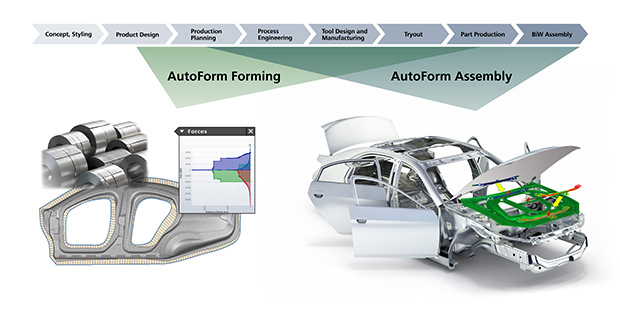 Concept, Styling
Product Design
Production
Planning
Process
Engineering
Tool Design and
Manufacturing
Tryout
Part Production
BiW Assembly
AutoForm Forming
AutoForm Assembly
Forces